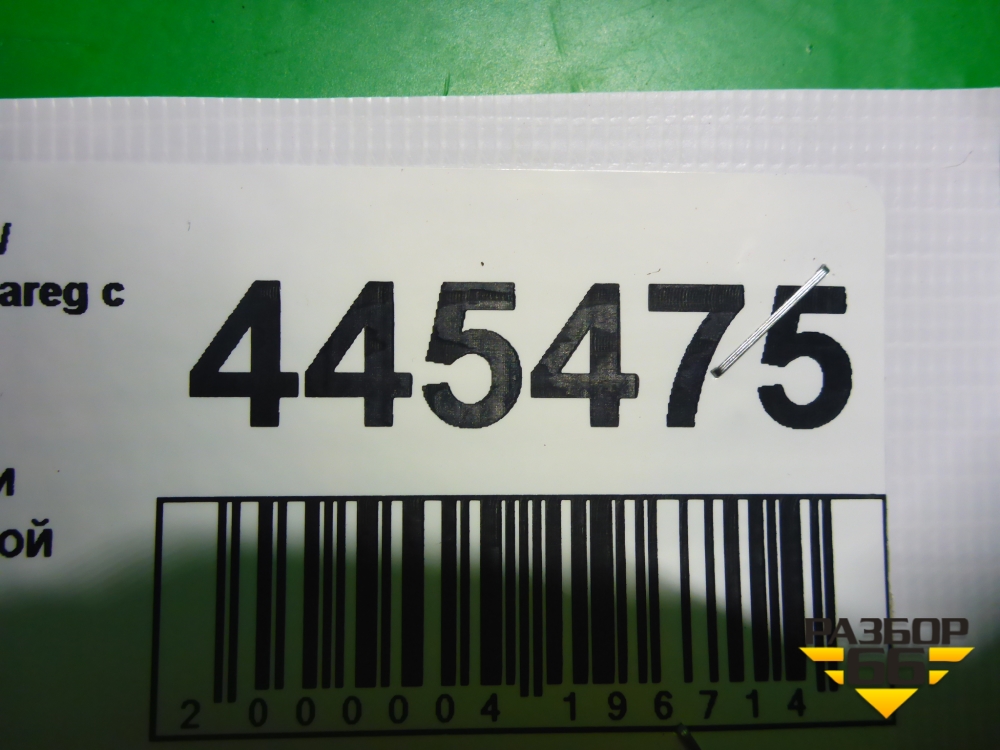 areg с
445475
и
ой
2 000004 196714
РАЗБОР
66